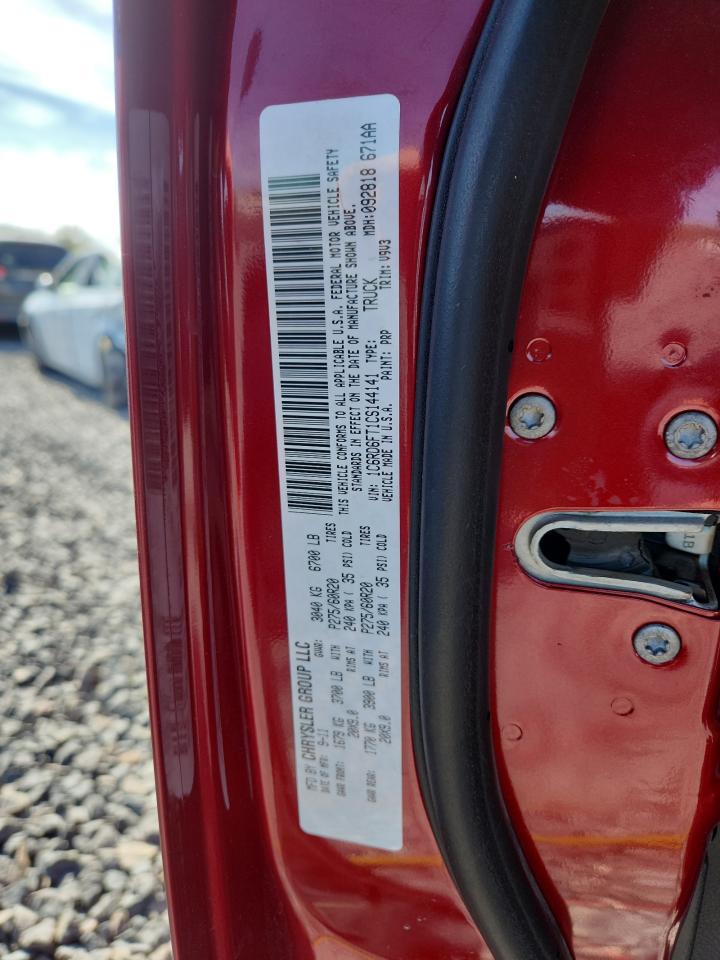 MFD BY CHRYSLER GROUP LLC
DATE OF MFR: 9-11 GVWR: 3040 KG 6700 LB
GAWR FRONT: 1679 KG 3700 LB WITH P275/60R20 TIRES
20X9.0 RIMS AT 240 KPA ( 35 PSI) COLD
GAWR REAR: 1770 KG 3900 LB WITH P275/60R20 TIRES
20X9.0 RIMS AT 240 KPA ( 35 PSI) COLD
THIS VEHICLE CONFORMS TO ALL APPLICABLE U.S.A. FEDERAL MOTOR VEHICLE SAFETY
STANDARDS IN EFFECT ON THE DATE OF MANUFACTURE SHOWN ABOVE.
VIN: 1C6RD6FT1CS144141 TYPE: TRUCK MDH:092818 671AA
VEHICLE MADE IN U.S.A. PAINT: PRP TRIM: V9V3